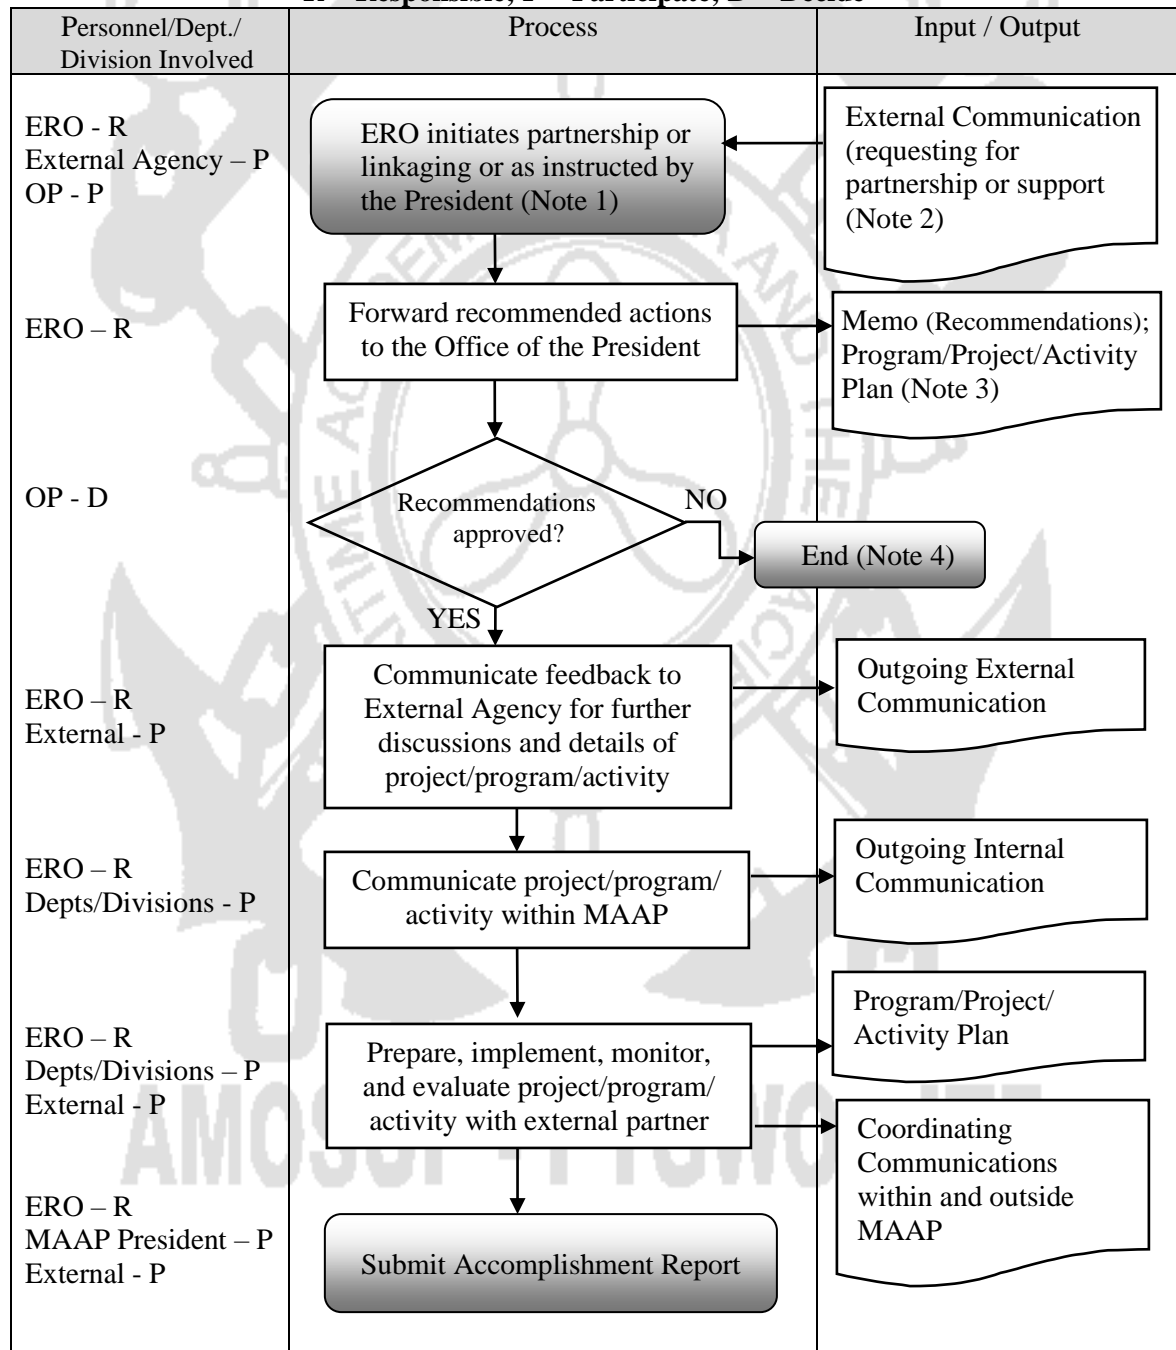 R – Responsible, P – Participate, D – Decide
Personnel/Dept./
Division Involved
Process
Input / Output
ERO - R
External Agency – P
OP - P
ERO initiates partnership or
linkaging or as instructed by
the President (Note 1)
External Communication
(requesting for
partnership or support
(Note 2)
ERO – R
Forward recommended actions
to the Office of the President
Memo (Recommendations);
Program/Project/Activity
Plan (Note 3)
OP - D
Recommendations
approved?
NO
End (Note 4)
YES
ERO – R
External - P
Communicate feedback to
External Agency for further
discussions and details of
project/program/activity
Outgoing External
Communication
ERO – R
Depts/Divisions - P
Communicate project/program/
activity within MAAP
Outgoing Internal
Communication
ERO – R
Depts/Divisions – P
External - P
Prepare, implement, monitor,
and evaluate project/program/
activity with external partner
Program/Project/
Activity Plan
Coordinating
Communications
within and outside
MAAP
ERO – R
MAAP President – P
External - P
Submit Accomplishment Report